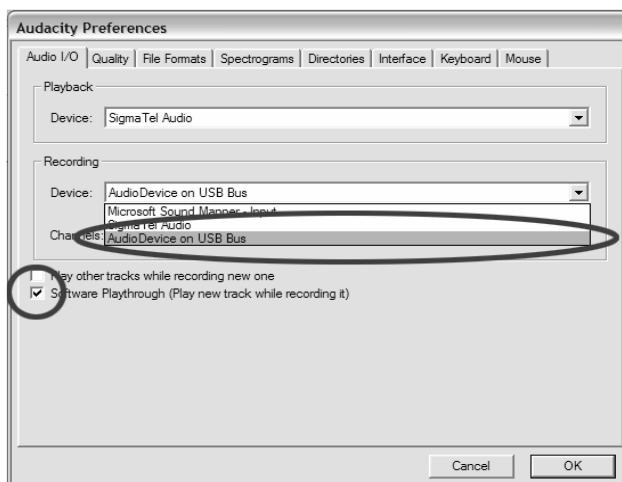 Audacity Preferences
Audio I/O Quality File Formats Spectrograms Directories Interface Keyboard Mouse
Playback
Device: SigmaTel Audio
Recording
Device: AudioDevice on USB Bus
Microsoft Sound Mapper - Input
SigmaTel Audio
Channels: AudioDevice on USB Bus
Play other tracks while recording new one
Software Playthrough (Play new track while recording it)
Cancel OK